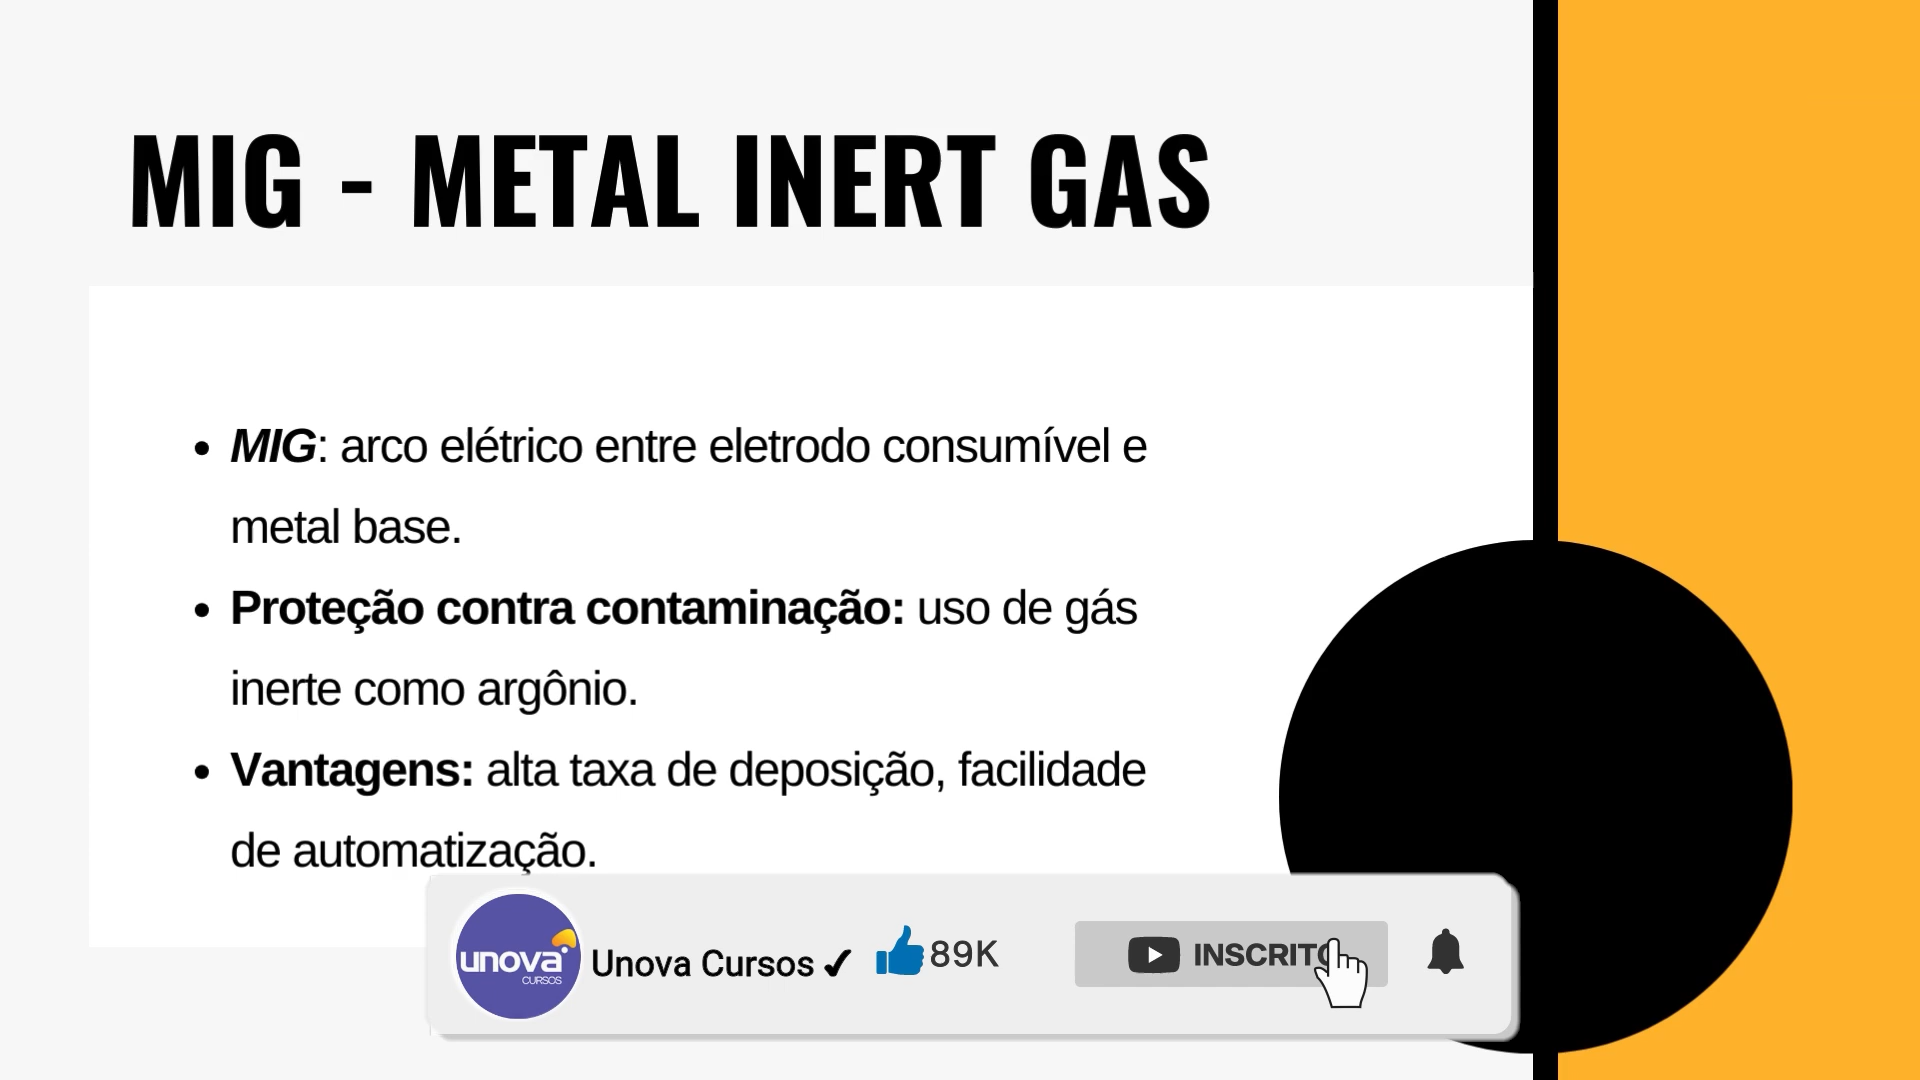 MIG - METAL INERT GAS
• MIG: arco elétrico entre eletrodo consumível e
metal base.
• Proteção contra contaminação: uso de gás
inerte como argônio.
• Vantagens: alta taxa de deposição, facilidade
de automatização.
unova
CURSOS
Unova Cursos ✔ 89K INSCRITO